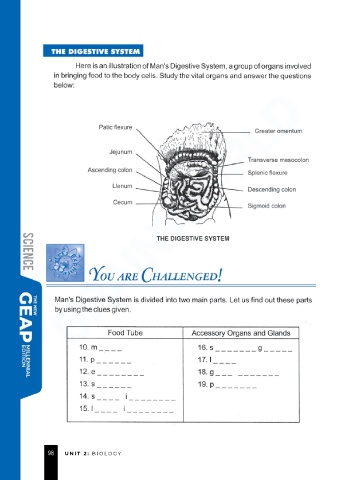 THE DIGESTIVE SYSTEM
Here is an illustration of Man's Digestive System, a group of organs involved
in bringing food to the body cells. Study the vital organs and answer the questions
below:
Patic flexure
Greater omentum
Jejunum
Transverse mesocolon
Ascending colon
Splenic flexure
Lienum
Descending colon
Cecum
Sigmoid colon
THE DIGESTIVE SYSTEM
YOU ARE CHALLENGED!
Man's Digestive System is divided into two main parts. Let us find out these parts
by using the clues given.
Food Tube Accessory Organs and Glands
10. m _ _ _ _ 16. s _ _ _ _ _ _ _ g _ _ _ _ _
11. p _ _ _ _ _ _ 17. l _ _ _ _
12. e _ _ _ _ _ _ _ _ 18. g _ _ _ _ _ _ _ _ _ _
13. s _ _ _ _ _ _ 19. p _ _ _ _ _ _ _
14. s _ _ _ _ i _ _ _ _ _ _ _ _
15. l _ _ _ _ i _ _ _ _ _ _ _ _
SCIENCE
THE NEW
GEAP
MILLENNIAL
EDITION
98 UNIT 2: BIOLOGY